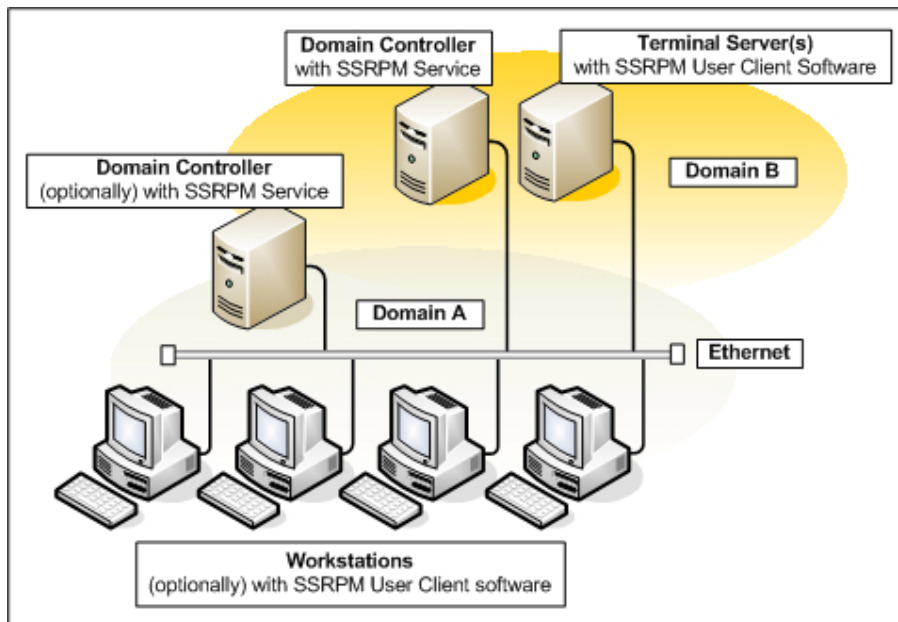 Domain Controller
with SSRPM Service
Terminal Server(s)
with SSRPM User Client Software
Domain Controller
(optionally) with SSRPM Service
Domain B
Domain A
Ethernet
Workstations
(optionally) with SSRPM User Client software